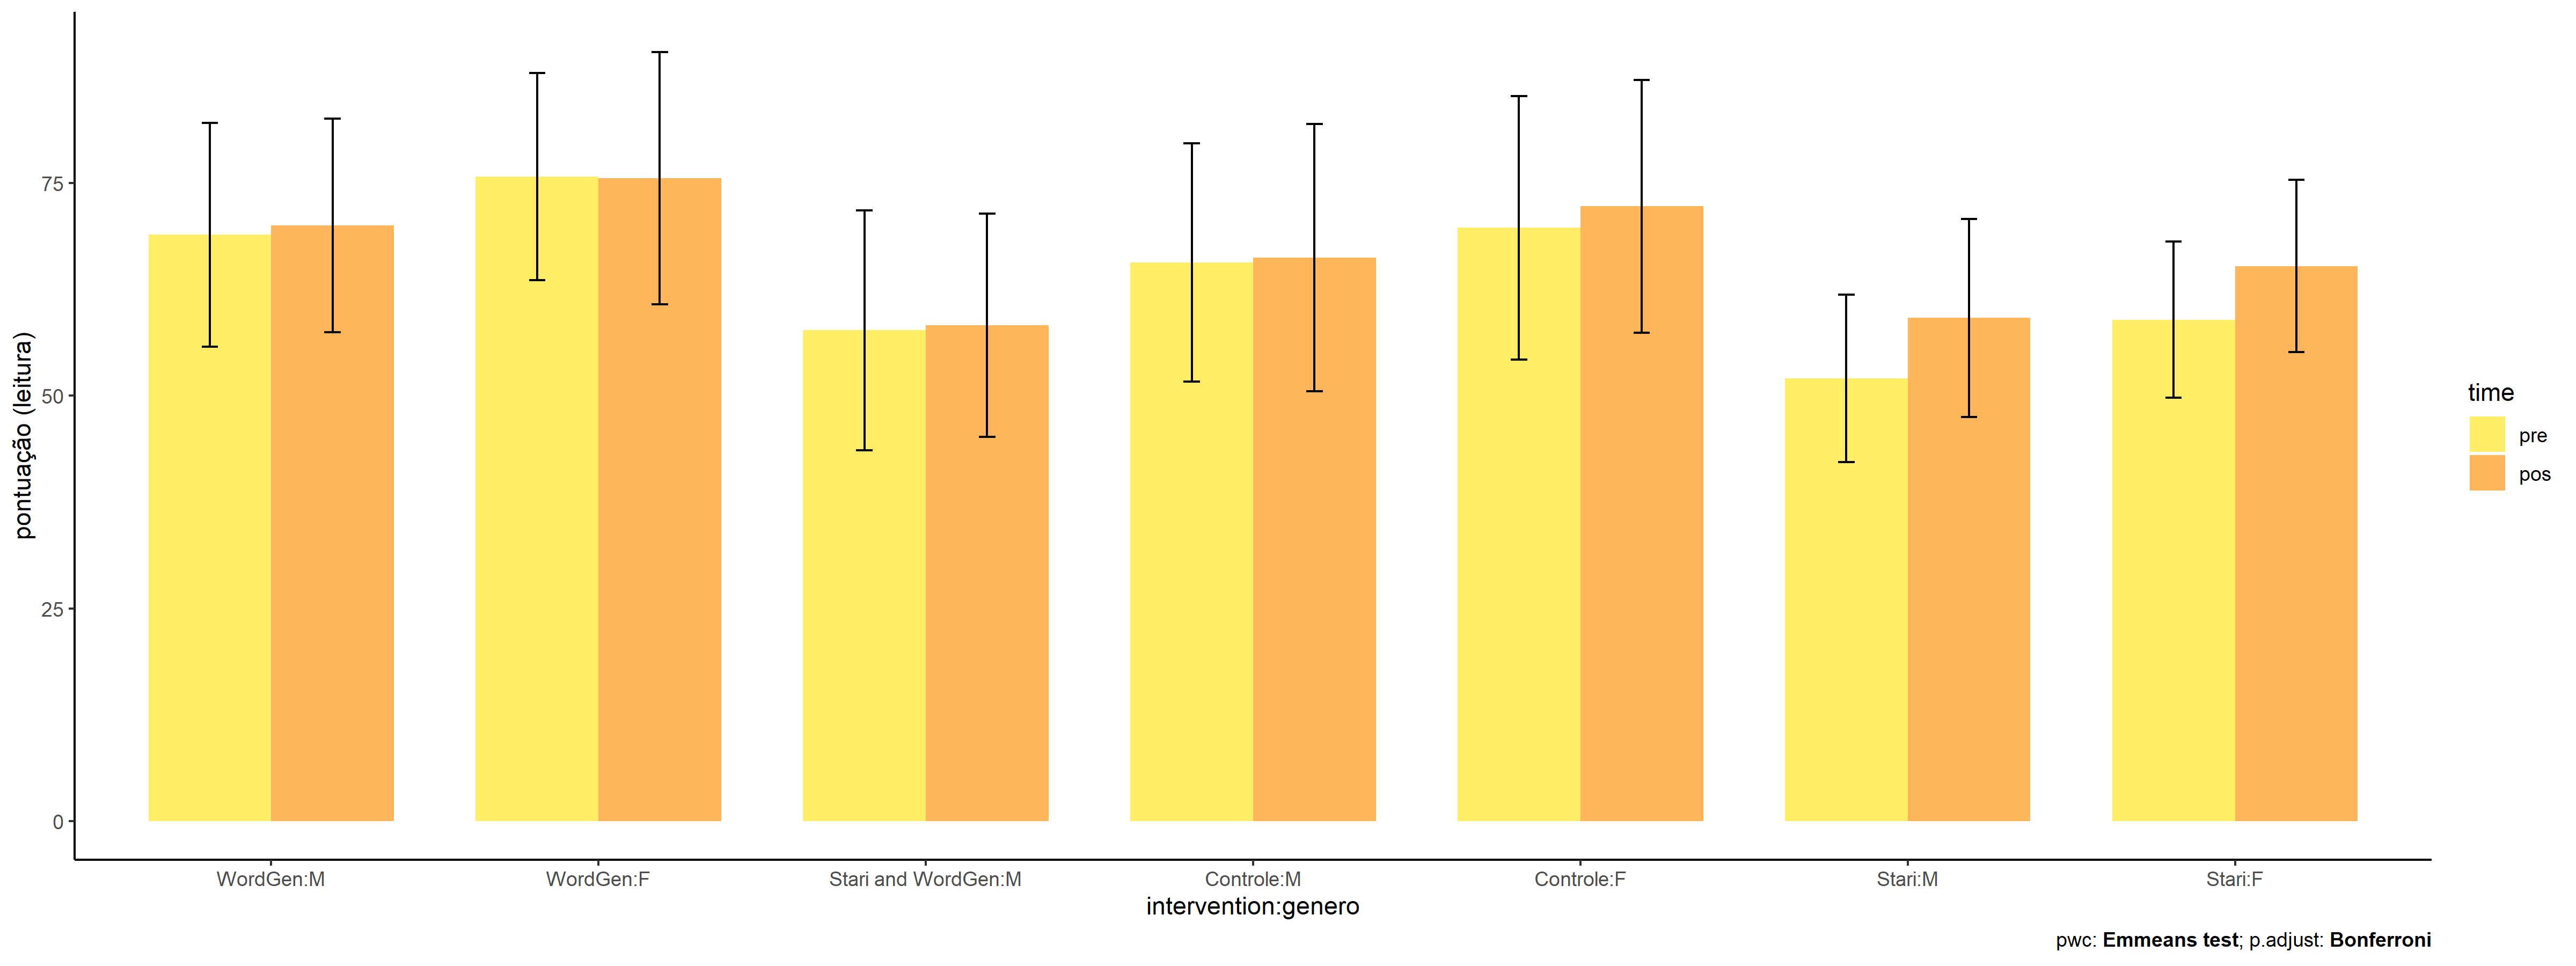 pontuação (leitura)
75
50
25
0
WordGen:M
WordGen:F
Stari and WordGen:M
Controle:M
Controle:F
Stari:M
Stari:F
intervention:genero
time
pre
pos
pwc: Emmeans test; p.adjust: Bonferroni